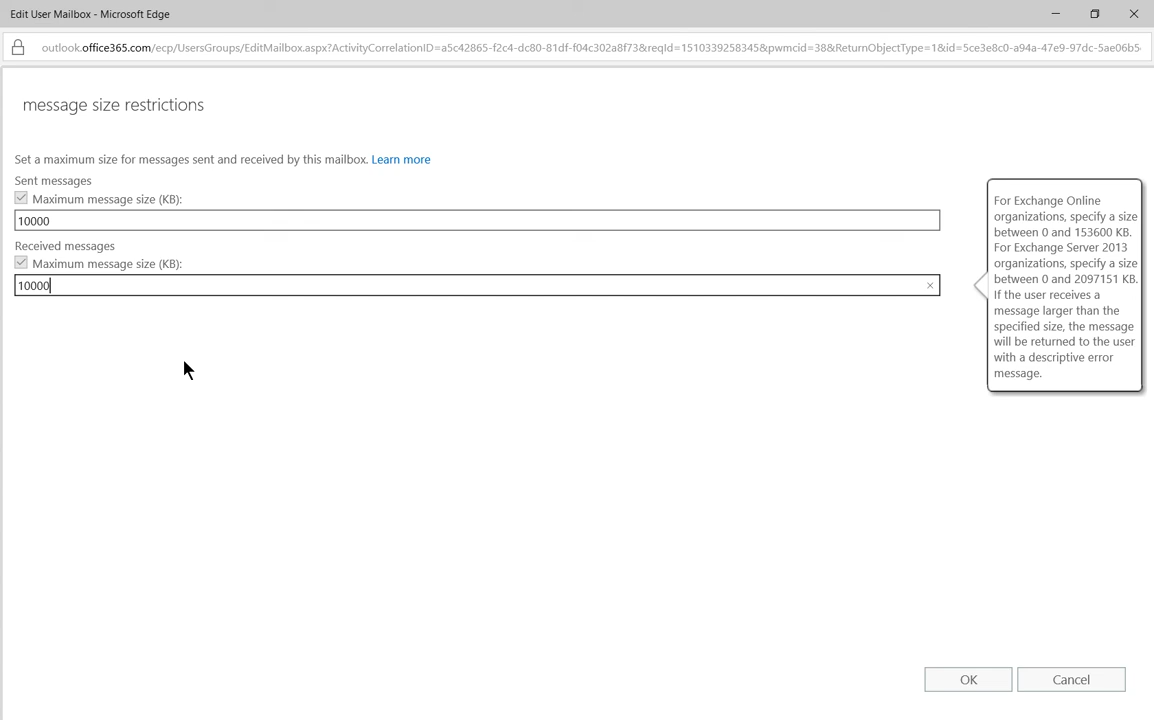 Edit User Mailbox - Microsoft Edge
outlook.office365.com/ecp/UsersGroups/EditMailbox.aspx?ActivityCorrelationID=a5c42865-f2c4-dc80-81df-f04c302a8f73&reqId=1510339258345&pwmcid=38&ReturnObjectType=1&id=5ce3e8c0-a94a-47e9-97dc-5ae06b5-
message size restrictions
Set a maximum size for messages sent and received by this mailbox. Learn more
Sent messages
Maximum message size (KB):
10000
Received messages
Maximum message size (KB):
10000
For Exchange Online
organizations, specify a size
between 0 and 153600 KB.
For Exchange Server 2013
organizations, specify a size
between 0 and 2097151 KB.
If the user receives a
message larger than the
specified size, the message
will be returned to the user
with a descriptive error
message.
OK
Cancel